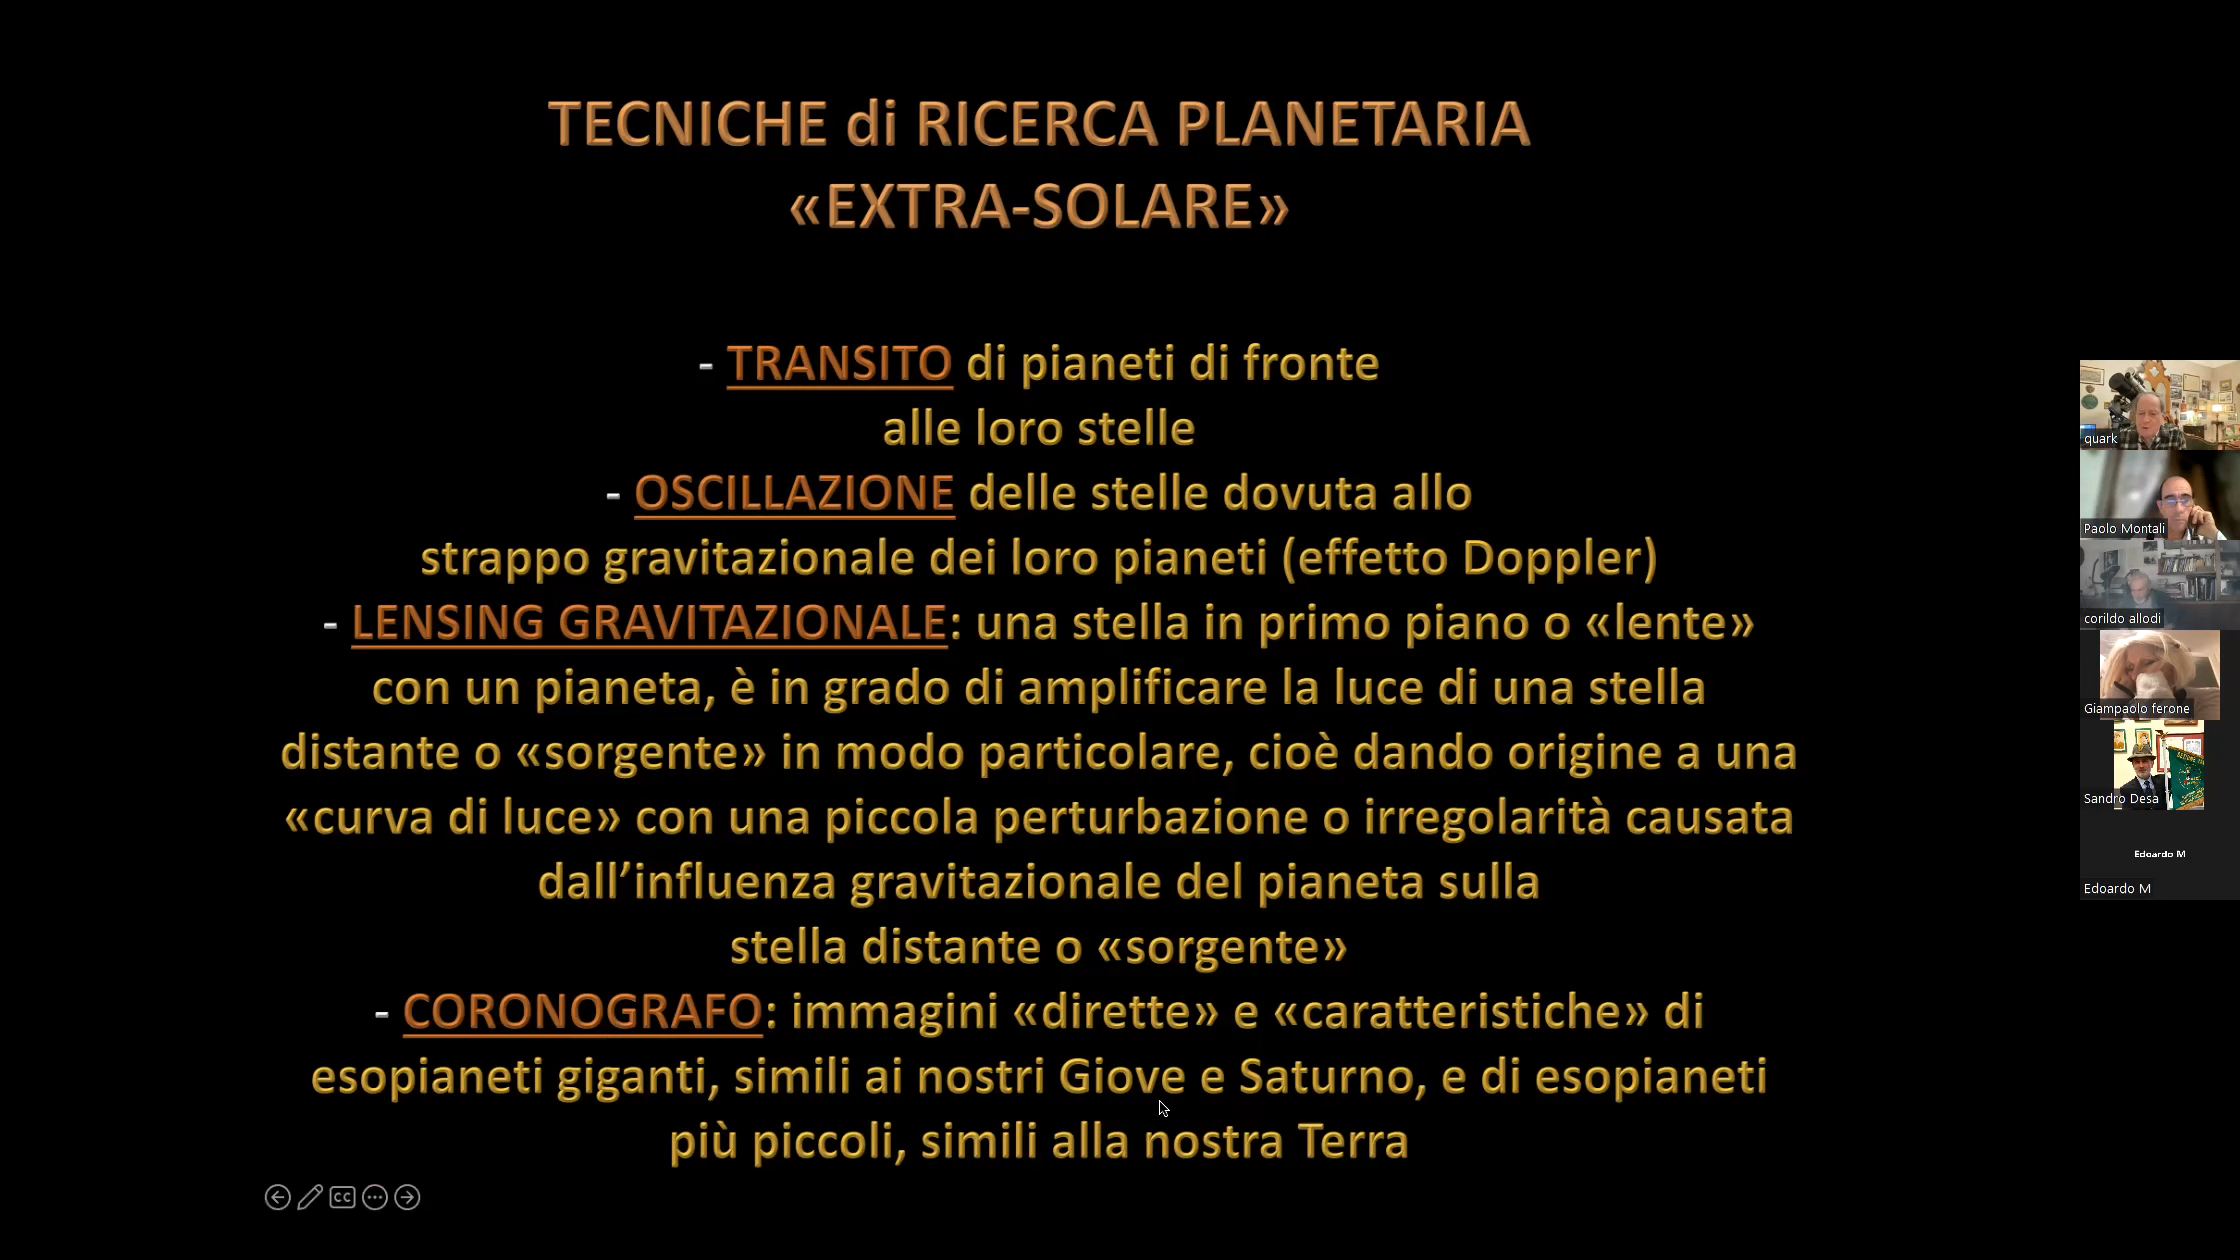 TECNICHE di RICERCA PLANETARIA
«EXTRA-SOLARE»
- TRANSITO di pianeti di fronte
alle loro stelle
- OSCILLAZIONE delle stelle dovuta allo
strappo gravitazionale dei loro pianeti (effetto Doppler)
- LENSING GRAVITAZIONALE: una stella in primo piano o «lente»
con un pianeta, è in grado di amplificare la luce di una stella
distante o «sorgente» in modo particolare, cioè dando origine a una
«curva di luce» con una piccola perturbazione o irregolarità causata
dall’influenza gravitazionale del pianeta sulla
stella distante o «sorgente»
- CORONOGRAFO: immagini «dirette» e «caratteristiche» di
esopianeti giganti, simili ai nostri Giove e Saturno, e di esopianeti
più piccoli, simili alla nostra Terra
CC
quark
Paolo Montali
corildo allodi
Giampaolo ferone
Sandro Desa
Edoardo M
Edoardo M